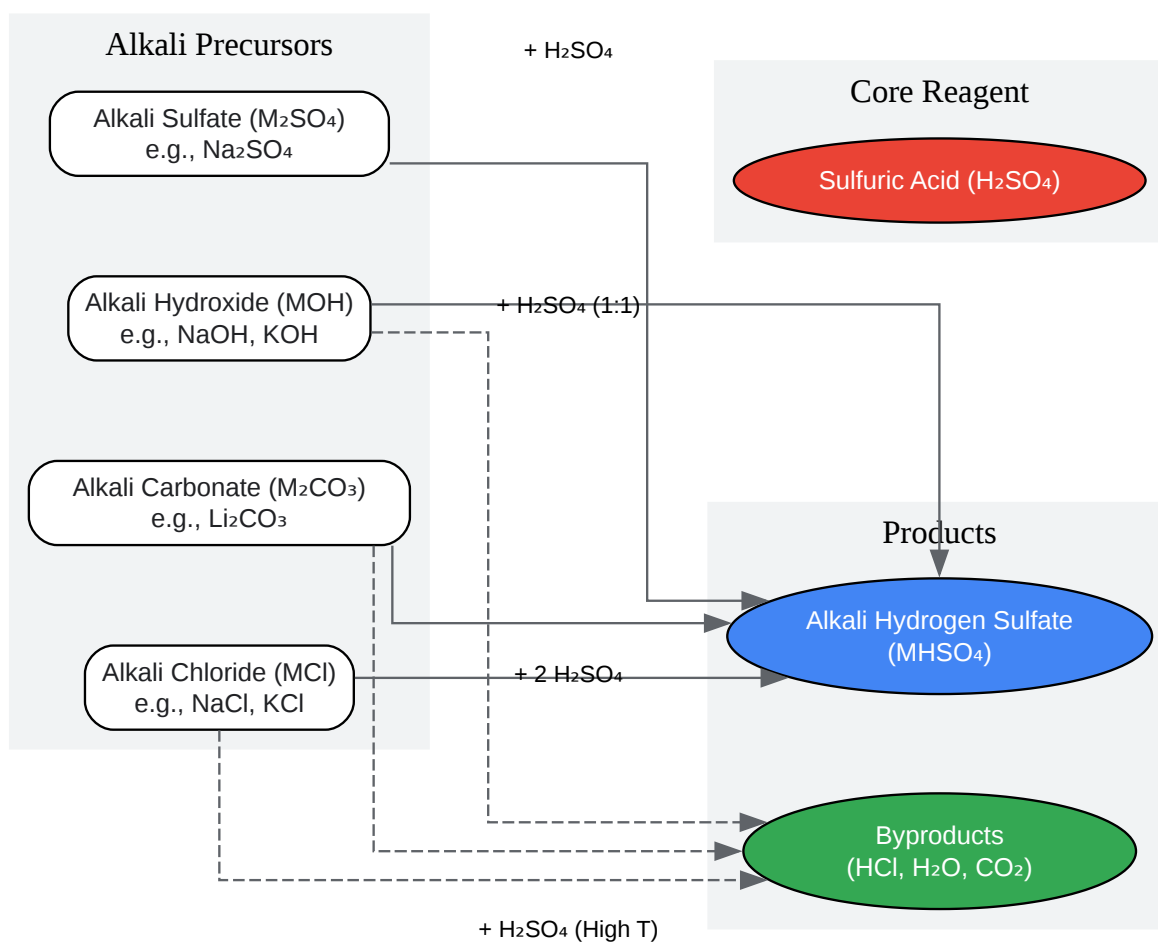 Alkali Precursors
+ H₂SO₄
Core Reagent
Alkali Sulfate (M₂SO₄)
e.g., Na₂SO₄
Sulfuric Acid (H₂SO₄)
Alkali Hydroxide (MOH)
e.g., NaOH, KOH
+ H₂SO₄ (1:1)
Alkali Carbonate (M₂CO₃)
e.g., Li₂CO₃
Products
Alkali Hydrogen Sulfate
(MHSO₄)
Alkali Chloride (MCl)
e.g., NaCl, KCl
+ 2 H₂SO₄
Byproducts
(HCl, H₂O, CO₂)
+ H₂SO₄ (High T)